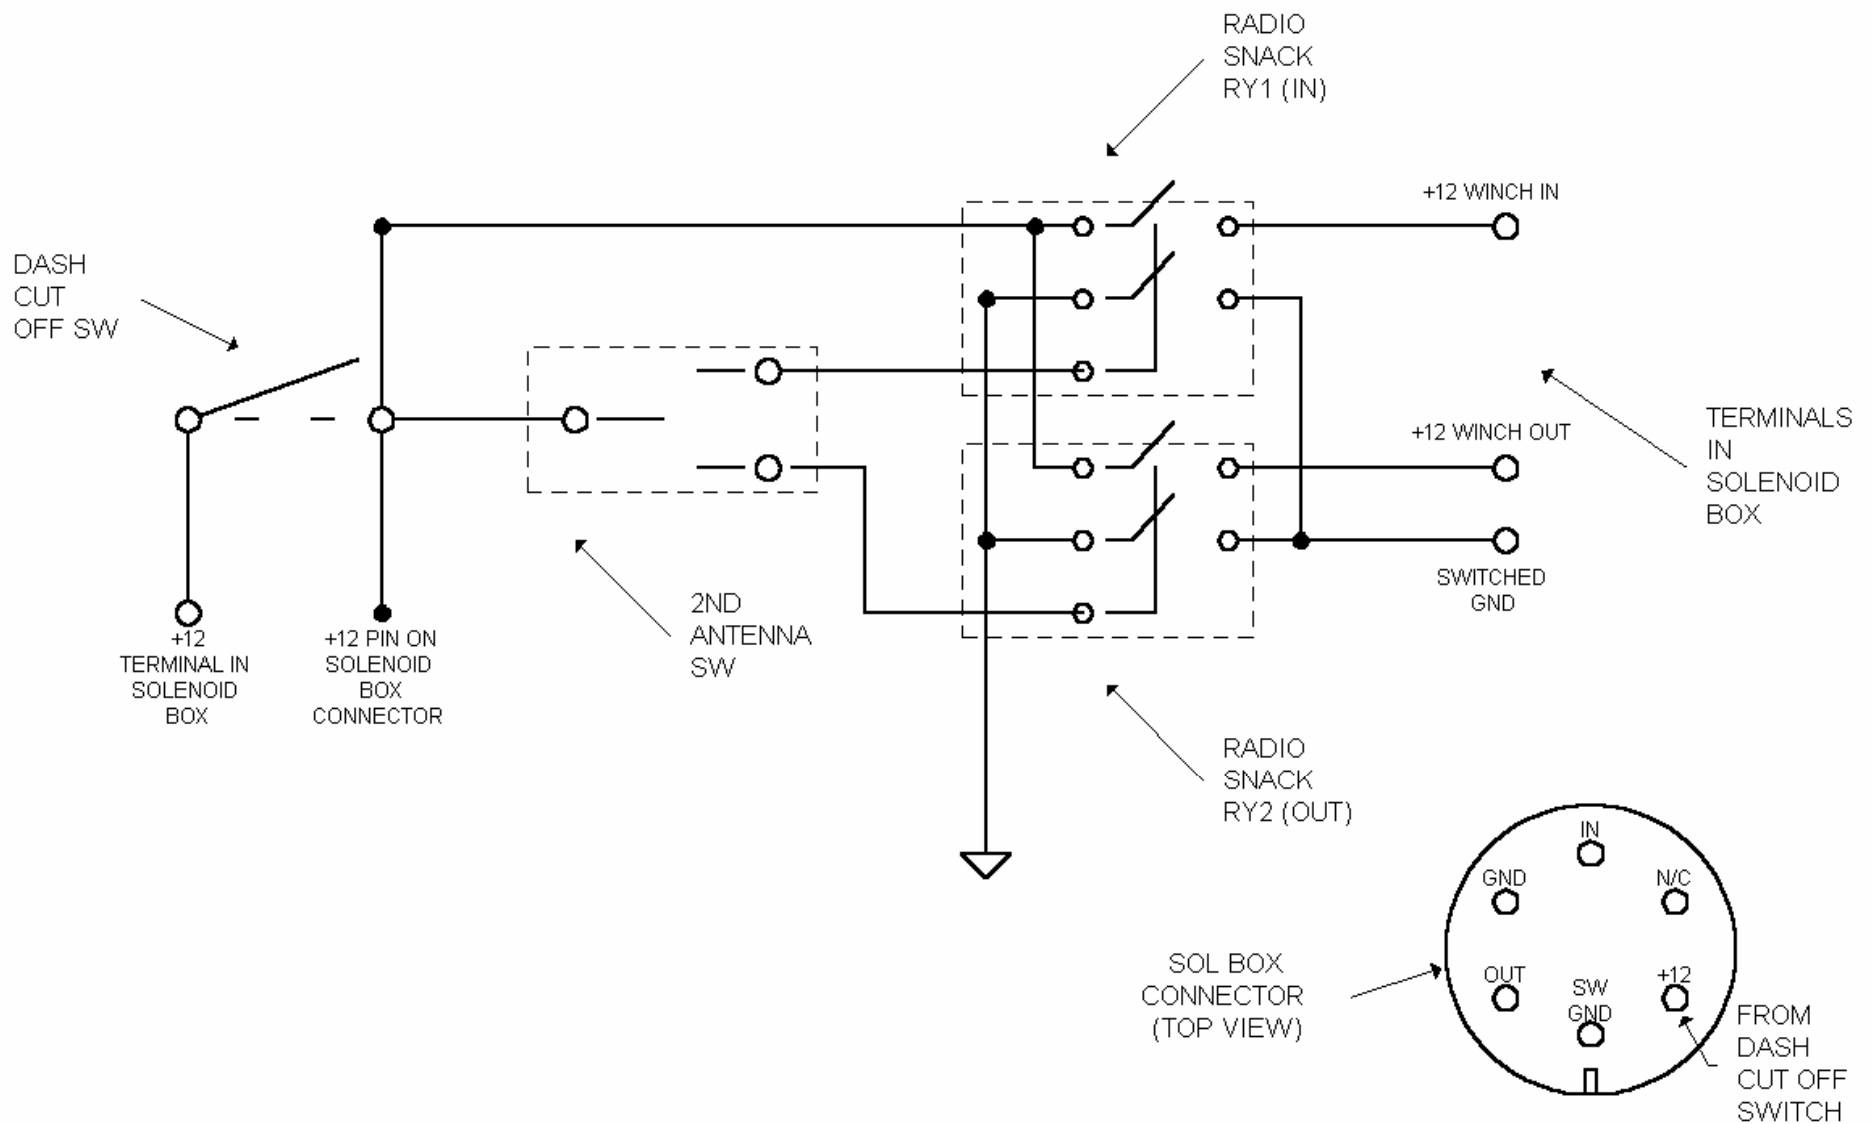 RADIO
SNACK
RY1 (IN)
+12 WINCH IN
DASH
CUT
OFF SW
TERMINALS
IN
SOLENOID
BOX
+12 WINCH OUT
SWITCHED
GND
2ND
ANTENNA
SW
+12
TERMINAL IN
SOLENOID
BOX
+12 PIN ON
SOLENOID
BOX
CONNECTOR
RADIO
SNACK
RY2 (OUT)
IN
GND
N/C
OUT
SW
GND
+12
SOL BOX
CONNECTOR
(TOP VIEW)
FROM
DASH
CUT OFF
SWITCH